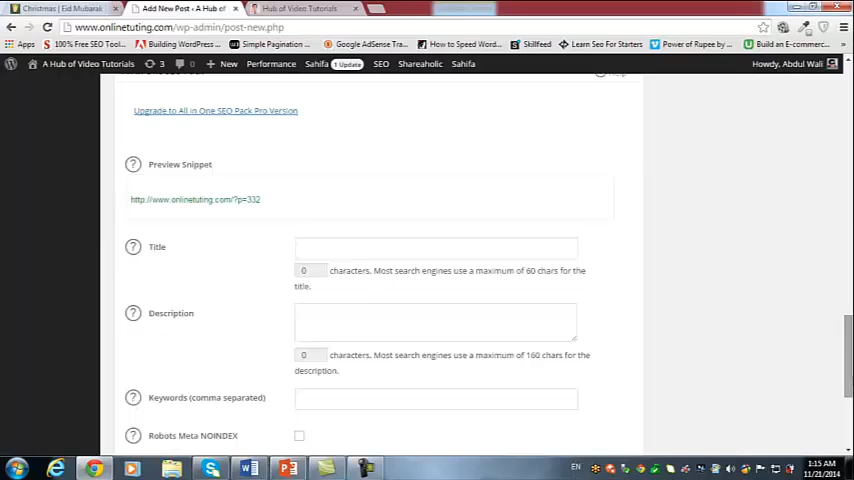 Christmas | Eid Mubarak
Add New Post ‹ A Hub of
Hub of Video Tutorials
www.onlinetuting.com/wp-admin/post-new.php
Apps
100% Free SEO Tool...
Building WordPress ...
Simple Pagination ...
Google AdSense Tra...
How to Speed Word...
Skillfeed
Learn Seo For Starters
Power of Rupee by
Build an E-commerc
A Hub of Video Tutorials
3
0
+ New
Performance
Sahifa 1 Update
SEO
Shareaholic
Sahifa
Howdy, Abdul Wali
Help
Upgrade to All in One SEO Pack Pro Version
? Preview Snippet
http://www.onlinetuting.com/?p=332
? Title
0 characters. Most search engines use a maximum of 60 chars for the
title.
? Description
0 characters. Most search engines use a maximum of 160 chars for the
description.
? Keywords (comma separated)
? Robots Meta NOINDEX
EN
1:15 AM
11/21/2014